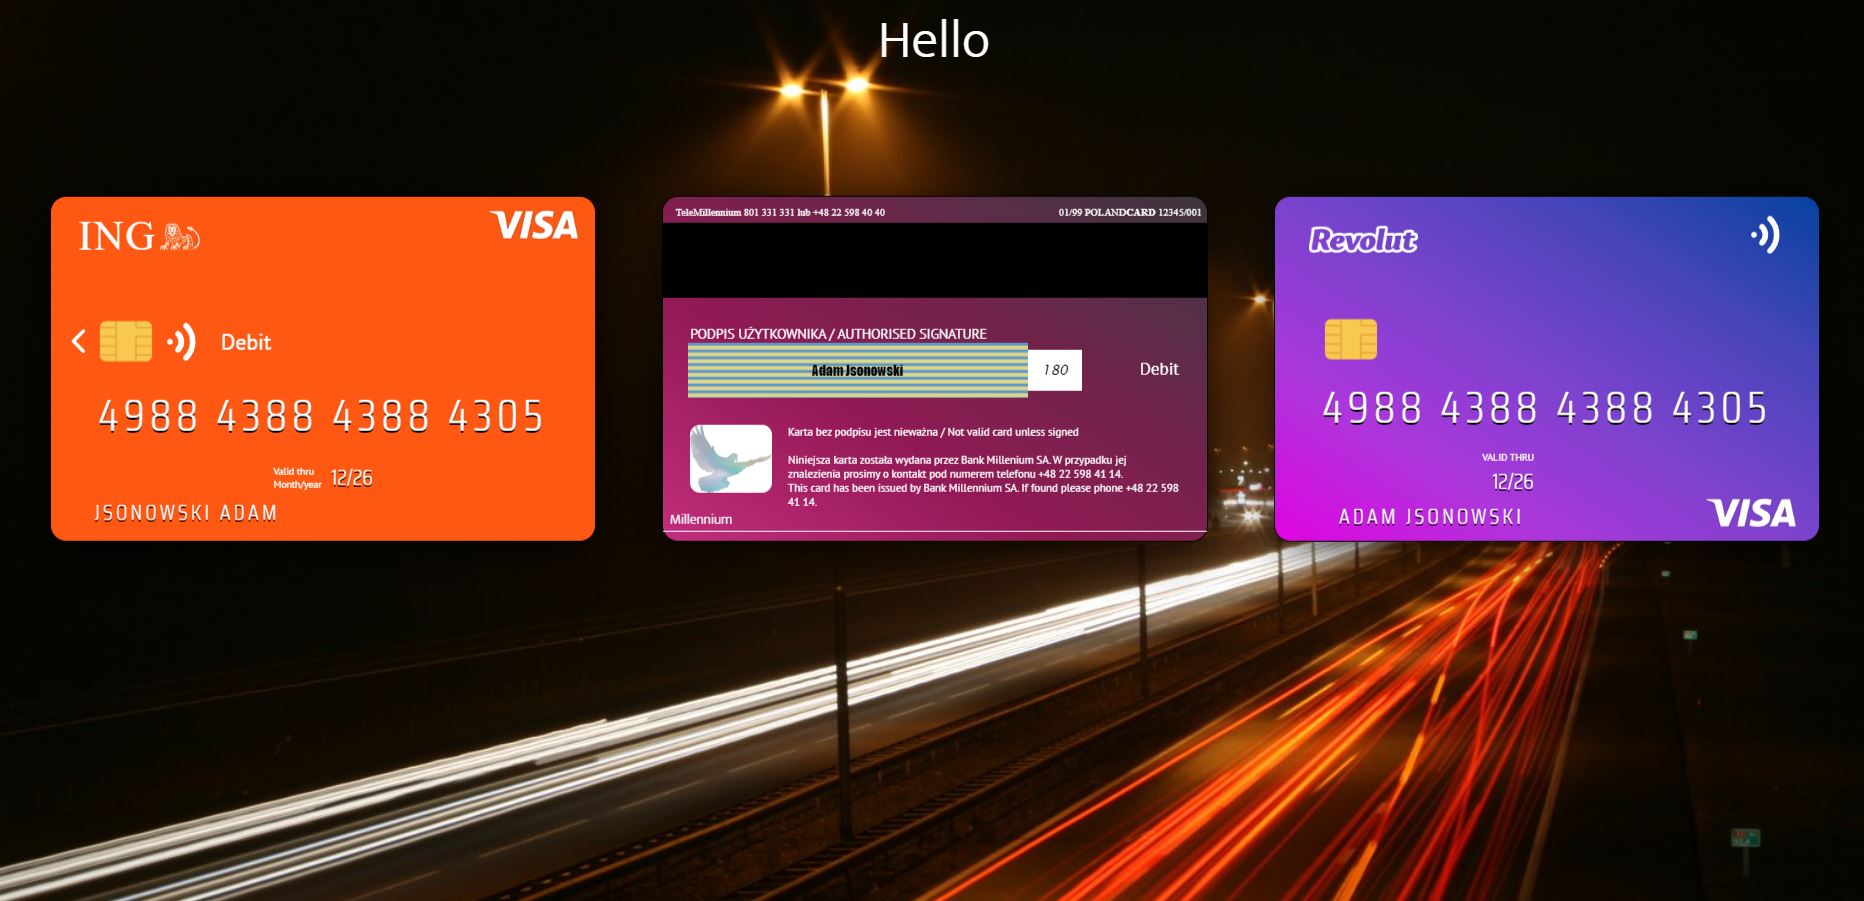 Hello
ING
VISA
Debit
4988 4388 4388 4305
Valid thru
Month/year 12/26
JSONOWSKI ADAM
TeleMillennium 801 331 331 lub +48 22 598 40 40
01/99 POLANDCARD 12345/001
PODPIS UŻYTKOWNIKA / AUTHORISED SIGNATURE
Adam Jsonowski
180
Debit
Karta bez podpisu jest nieważna / Not valid card unless signed
Niniejsza karta została wydana przez Bank Millenium SA. W przypadku jej
znalezienia prosimy o kontakt pod numerem telefonu +48 22 598 41 14.
This card has been issued by Bank Millennium SA. If found please phone +48 22 598
41 14.
Millennium
Revolut
4988 4388 4388 4305
VALID THRU
12/26
ADAM JSONOWSKI
VISA